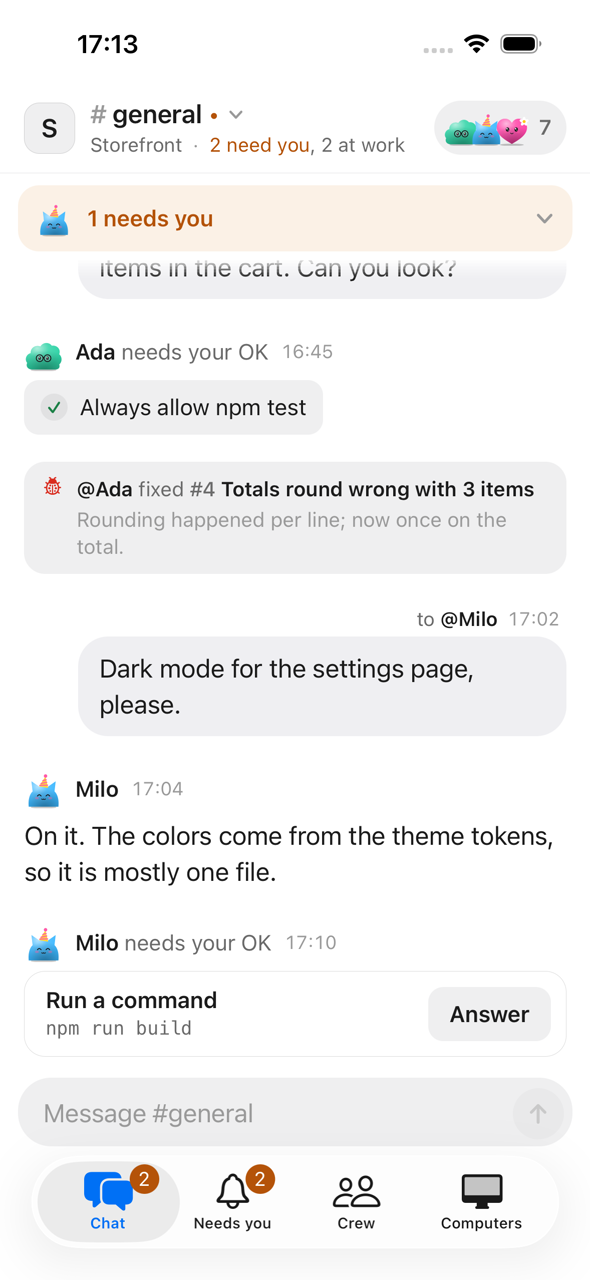 17:13
S
# general •
Storefront · 2 need you, 2 at work
7
1 needs you
items in the cart. Can you look?
Ada needs your OK 16:45
Always allow npm test
@Ada fixed #4 Totals round wrong with 3 items
Rounding happened per line; now once on the
total.
to @Milo 17:02
Dark mode for the settings page,
please.
Milo 17:04
On it. The colors come from the theme tokens,
so it is mostly one file.
Milo needs your OK 17:10
Run a command
npm run build
Answer
Message #general
2
2
Chat
Needs you
Crew
Computers